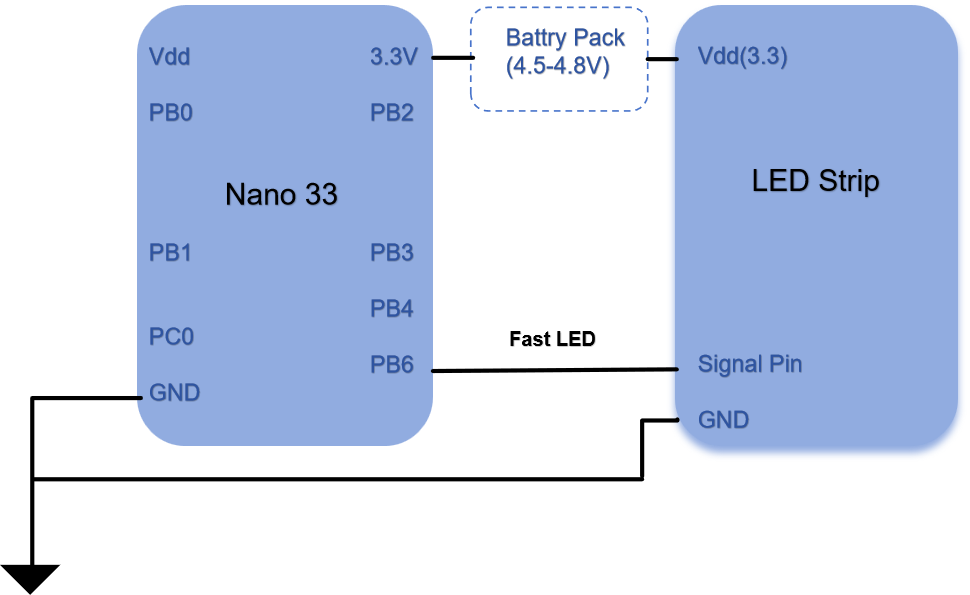 Vdd
PB0
Nano 33
PB1
PC0
GND
3.3V
PB2
PB3
PB4
PB6
Battry Pack
(4.5-4.8V)
Fast LED
Vdd(3.3)
LED Strip
Signal Pin
GND